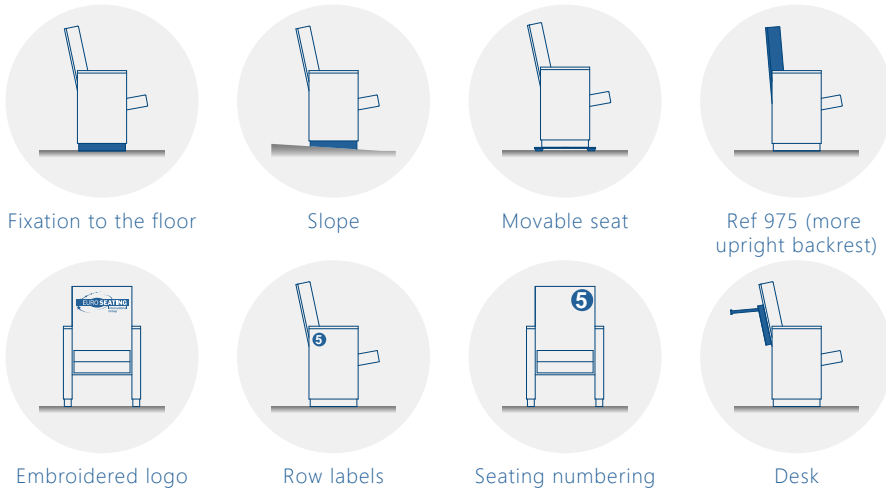 Fixation to the floor
Slope
Movable seat
Ref 975 (more
upright backrest)
EURO SEATING
5
5
Embroidered logo
Row labels
Seating numbering
Desk